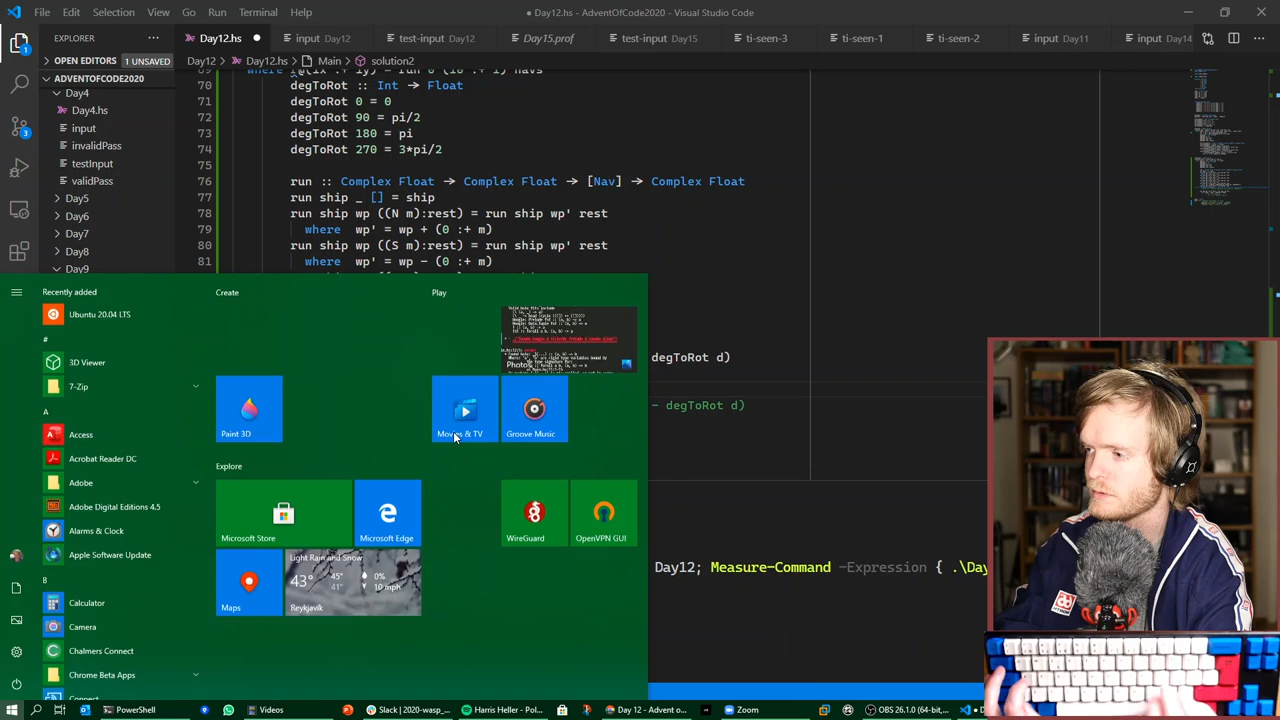 File Edit Selection View Go Run Terminal Help
● Day12.hs - AdventOfCode2020 - Visual Studio Code
EXPLORER
Day12.hs
input Day12
test-input Day12
Day15.prof
test-input Day15
ti-seen-3
ti-seen-1
ti-seen-2
input Day11
input Day14
OPEN EDITORS 1 UNSAVED
Day12 > Day12.hs > Main > solution2
ADVENTOFCODE2020
Day4
Day4.hs
input
invalidPass
testInput
validPass
Day5
Day6
Day7
Day8
Day9
70 degToRot :: Int → Float
71 degToRot 0 = 0
72 degToRot 90 = pi/2
73 degToRot 180 = pi
74 degToRot 270 = 3*pi/2
75
76 run :: Complex Float → Complex Float → [Nav] → Complex Float
77 run ship _ [] = ship
78 run ship wp ((N m):rest) = run ship wp' rest
79 where wp' = wp + (0 :+ m)
80 run ship wp ((S m):rest) = run ship wp' rest
81 where wp' = wp - (0 :+ m)
degToRot d)
- degToRot d)
Day12; Measure-Command -Expression { .\Da
Recently added
Ubuntu 20.04 LTS
#
3D Viewer
7-Zip
A
Access
Acrobat Reader DC
Adobe
Adobe Digital Editions 4.5
Alarms & Clock
Apple Software Update
B
Calculator
Camera
Chalmers Connect
Chrome Beta Apps
Connect
Create
Paint 3D
Explore
Microsoft Store
Microsoft Edge
Maps
Light Rain and Snow
43° 45° 41° 0% 10 mph
Reykjavik
Play
Photos
Movies & TV
Groove Music
WireGuard
OpenVPN GUI
PowerShell
Videos
Slack | 2020-wasp_...
Harris Heller - Pol...
Day 12 - Advent o...
Zoom
OBS 26.1.0 (64-bit,...